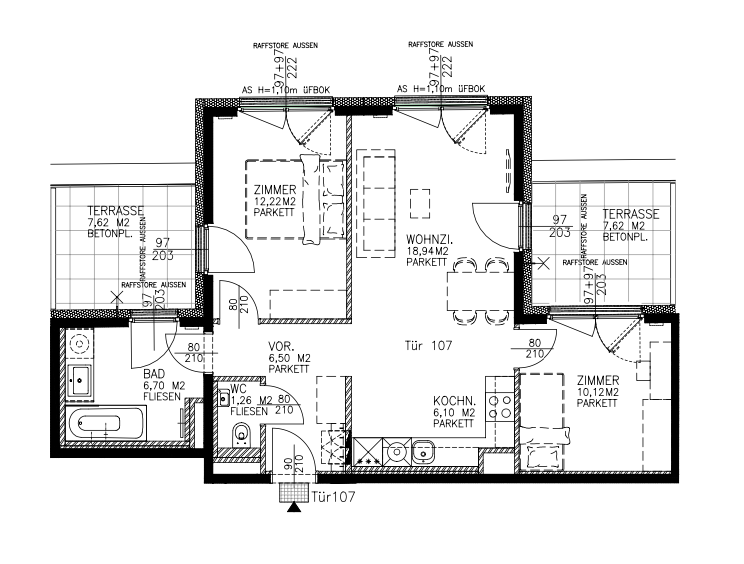 RAFFSTORE AUSSEN
97+97
222
AS H=1,10m üFBOK
RAFFSTORE AUSSEN
97+97
222
AS H=1,10m üFBOK
TERRASSE
7,62 M2
BETONPL.
RAFFSTORE AUSSEN
97
203
RAFFSTORE AUSSEN
97
203
ZIMMER
12,22M2
PARKETT
80
210
WOHNZI.
18,94M2
PARKETT
97
203
RAFFSTORE AUSSEN
TERRASSE
7,62 M2
BETONPL.
RAFFSTORE AUSSEN
97+97
203
80
210
BAD
6,70 M2
FLIESEN
VOR.
6,50 M2
PARKETT
Tür 107
80
210
ZIMMER
10,12M2
PARKETT
WC
1,26 M2
FLIESEN
80
210
KOCHN.
6,10 M2
PARKETT
90
210
Tür107